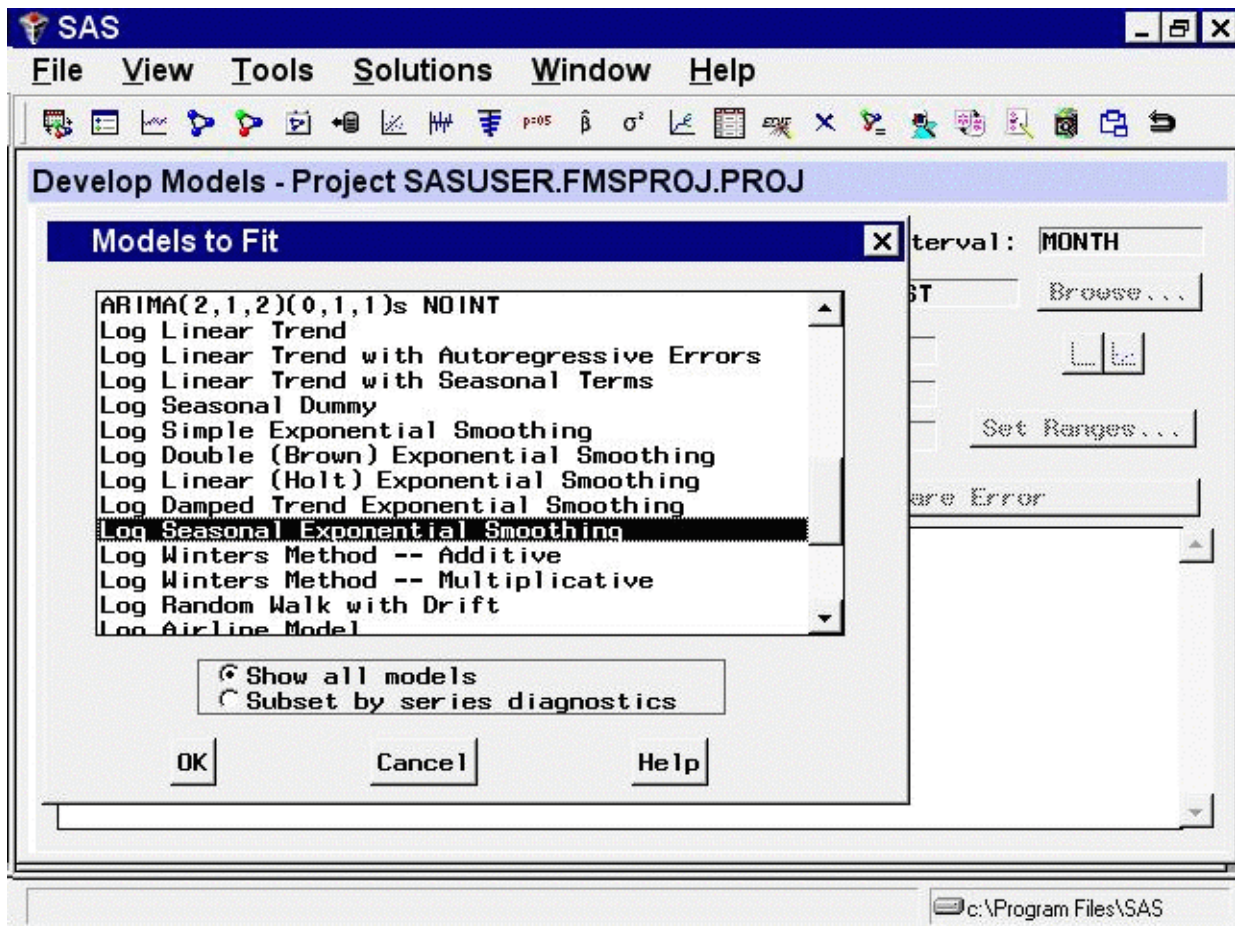 SAS
File View Tools Solutions Window Help
p=05 β̂ σ²
Develop Models - Project SASUSER.FMSPROJ.PROJ
Models to Fit
terval: MONTH
ST Browse...
ARIMA(2,1,2)(0,1,1)s NOINT
Log Linear Trend
Log Linear Trend with Autoregressive Errors
Log Linear Trend with Seasonal Terms
Log Seasonal Dummy
Log Simple Exponential Smoothing
Log Double (Brown) Exponential Smoothing
Log Linear (Holt) Exponential Smoothing
Log Damped Trend Exponential Smoothing
Log Seasonal Exponential Smoothing
Log Winters Method -- Additive
Log Winters Method -- Multiplicative
Log Random Walk with Drift
Log Airline Model
Set Ranges...
are Error
Show all models
Subset by series diagnostics
OK Cancel Help
c:\Program Files\SAS